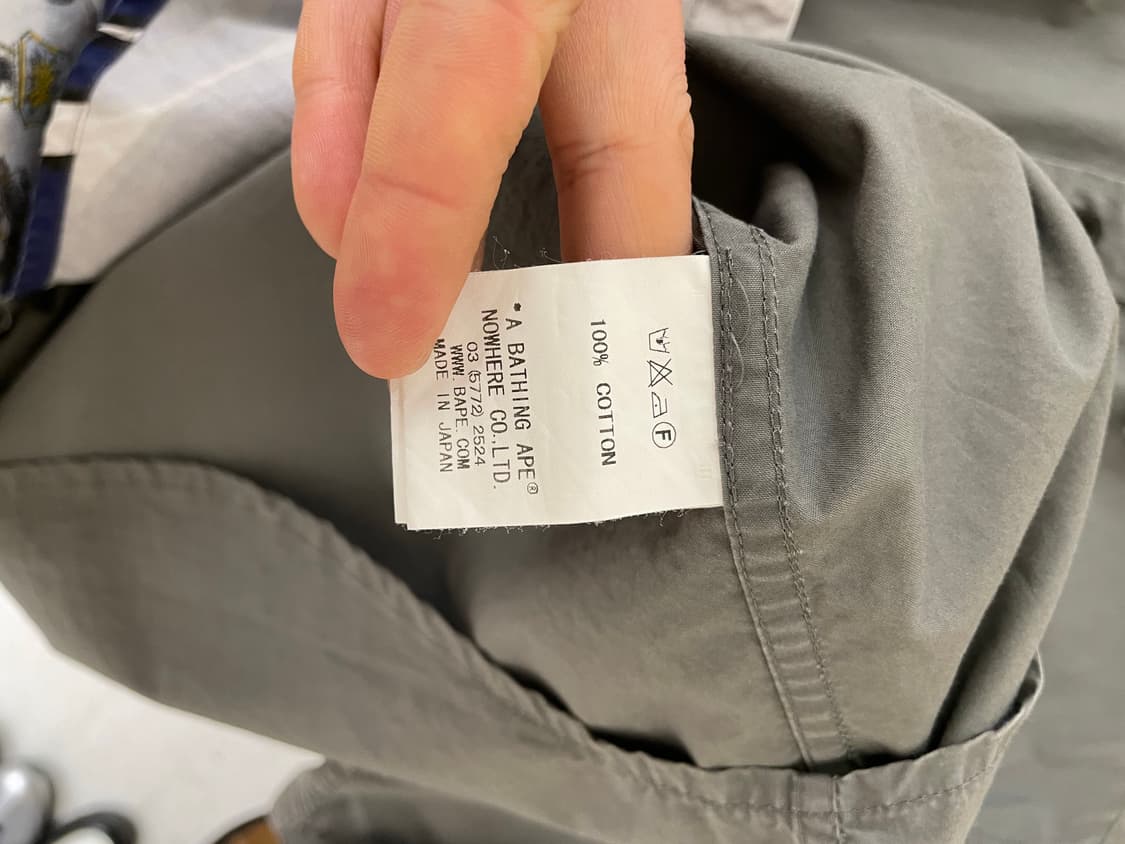 F
100% COTTON
*A BATHING APE®
NOWHERE CO.,LTD.
03 (5772) 2524
WWW. BAPE. COM
MADE IN JAPAN